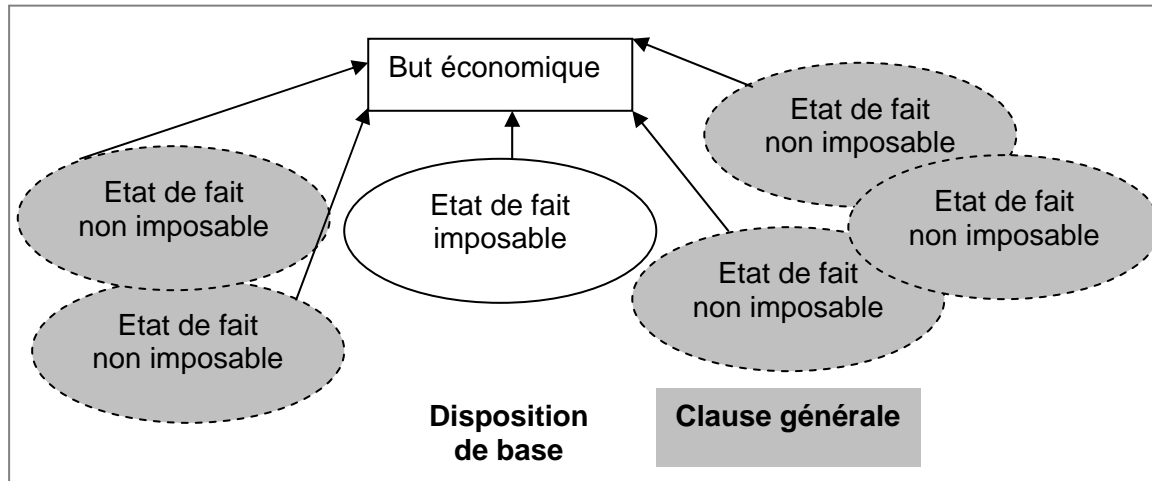 But économique
Etat de fait
non imposable
Etat de fait
non imposable
Etat de fait
imposable
Etat de fait
non imposable
Etat de fait
non imposable
Etat de fait
non imposable
Disposition
de base
Clause générale